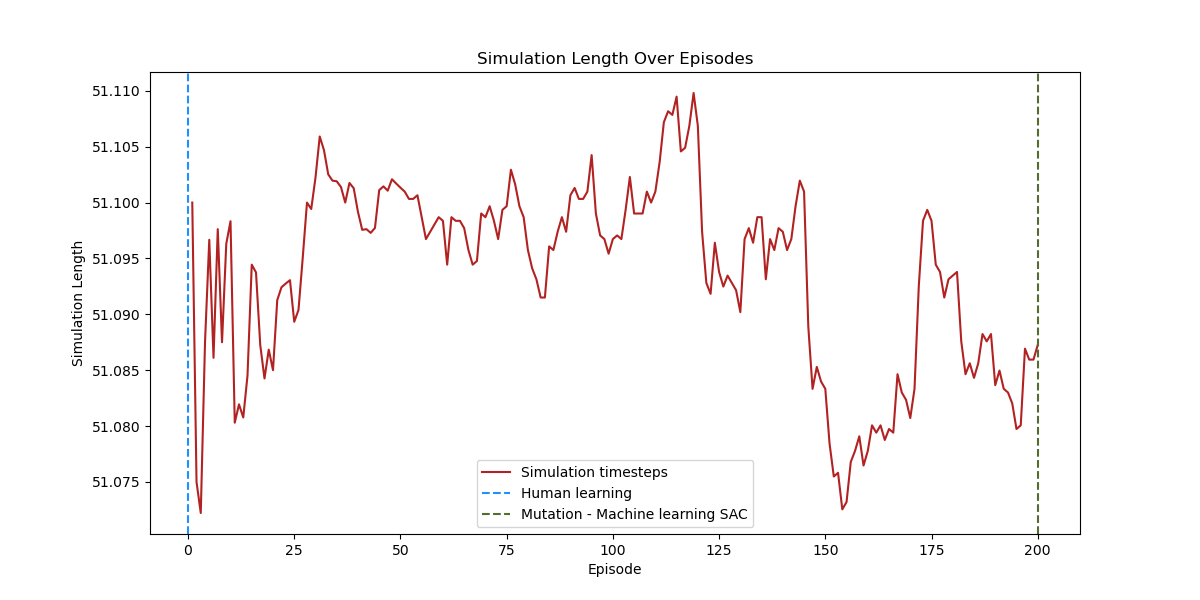 Simulation Length Over Episodes
Simulation Length
51.110
51.105
51.100
51.095
51.090
51.085
51.080
51.075
Simulation timesteps
Human learning
Mutation - Machine learning SAC
0 25 50 75 100 125 150 175 200
Episode